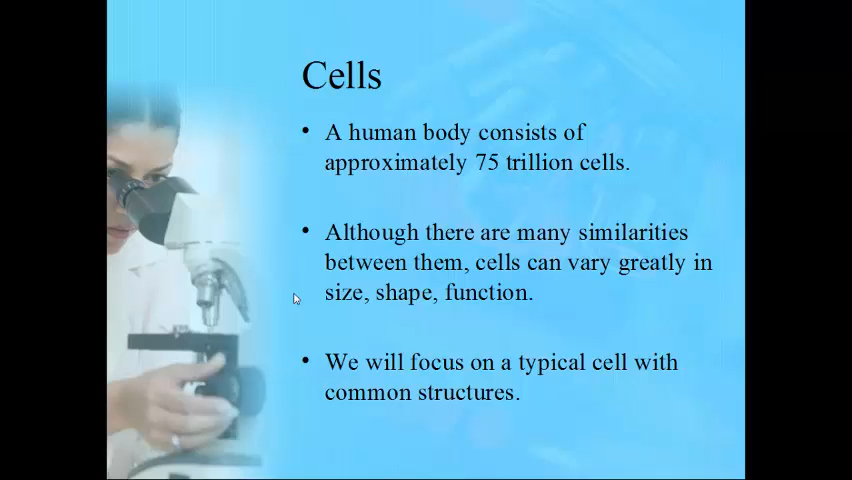 Cells
• A human body consists of
approximately 75 trillion cells.
• Although there are many similarities
between them, cells can vary greatly in
size, shape, function.
• We will focus on a typical cell with
common structures.